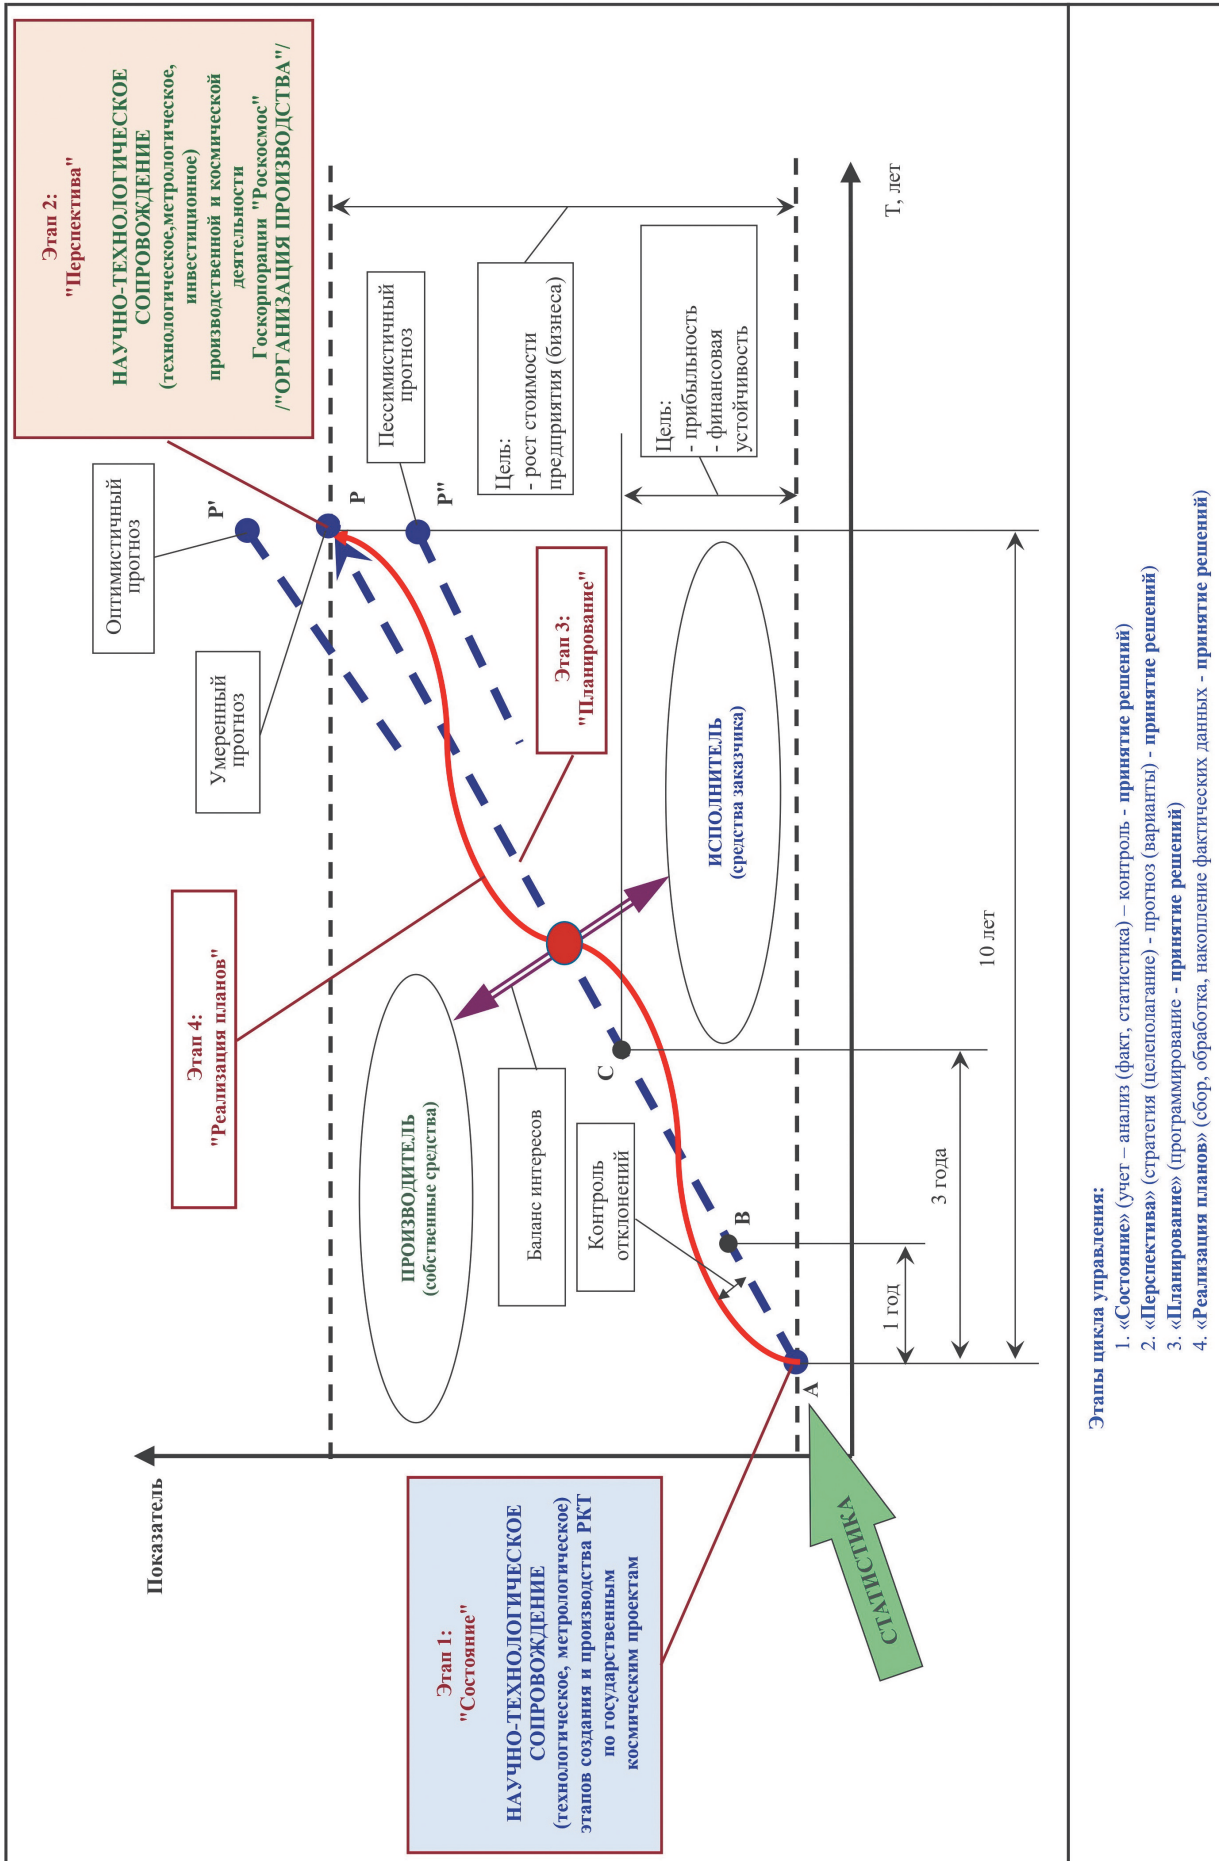 Показатель
Этап 1:
"Состояние"
НАУЧНО-ТЕХНОЛОГИЧЕСКОЕ
СОПРОВОЖДЕНИЕ
(технологическое, метрологическое)
этапов создания и производства РКТ
по государственным
космическим проектам
СТАТИСТИКА
Этап 4:
"Реализация планов"
ПРОИЗВОДИТЕЛЬ
(собственные средства)
Баланс интересов
Контроль
отклонений
A
B
C
1 год
3 года
10 лет
Умеренный
прогноз
Оптимистичный
прогноз
P'
P
P"
Пессимистичный
прогноз
Этап 3:
"Планирование"
ИСПОЛНИТЕЛЬ
(средства заказчика)
Этап 2:
"Перспектива"
НАУЧНО-ТЕХНОЛОГИЧЕСКОЕ
СОПРОВОЖДЕНИЕ
(технологическое,метрологическое,
инвестиционное)
производственной и космической
деятельности
Госкорпорации "Роскосмос"
/"ОРГАНИЗАЦИЯ ПРОИЗВОДСТВА"/
Цель:
- рост стоимости
предприятия (бизнеса)
Цель:
- прибыльность
- финансовая
устойчивость
Т, лет
Этапы цикла управления:
1. «Состояние» (учет – анализ (факт, статистика) – контроль - принятие решений)
2. «Перспектива» (стратегия (целеполагание) - прогноз (варианты) - принятие решений)
3. «Планирование» (программирование - принятие решений)
4. «Реализация планов» (сбор, обработка, накопление фактических данных - принятие решений)